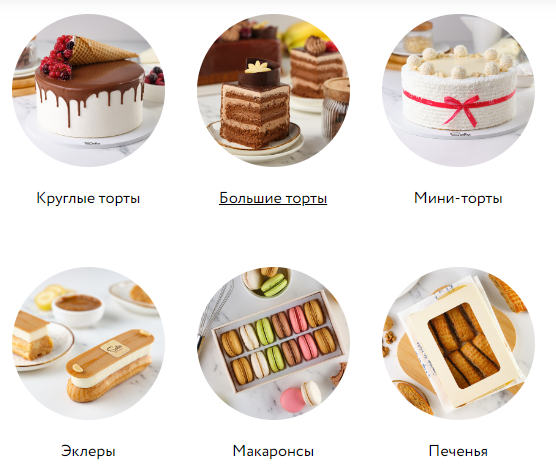 Круглые торты
Большие торты
Мини-торты
Эклеры
Макаронсы
Печенья